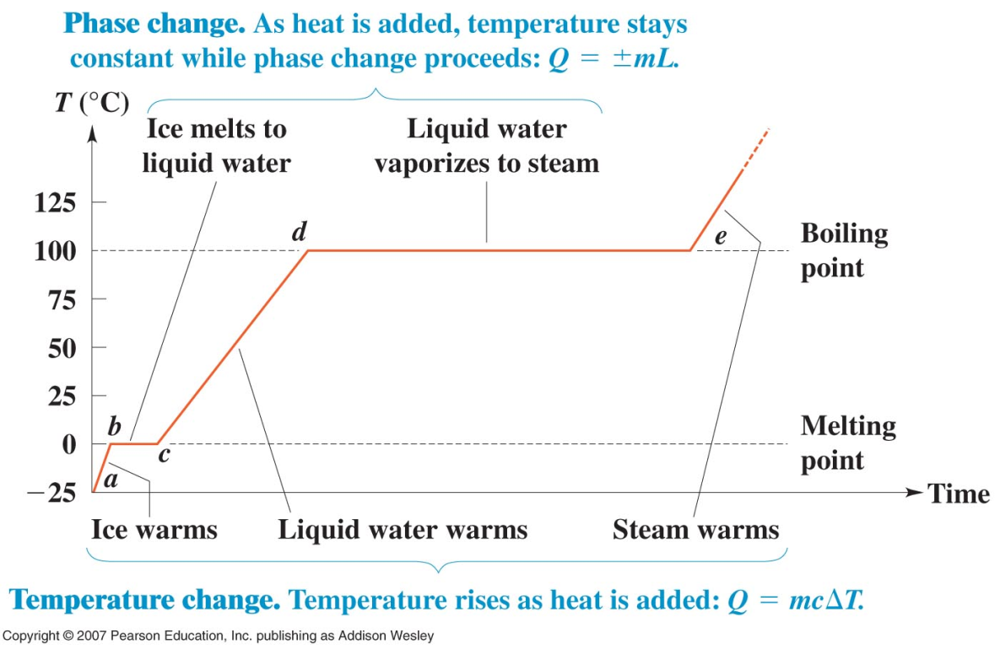 Phase change. As heat is added, temperature stays
constant while phase change proceeds: Q = ±mL.
T (°C)
Ice melts to
liquid water
Liquid water
vaporizes to steam
125
100
75
50
25
0
−25
a
b
c
d
e
Boiling
point
Melting
point
Time
Ice warms
Liquid water warms
Steam warms
Temperature change. Temperature rises as heat is added: Q = mcΔT.
Copyright © 2007 Pearson Education, Inc. publishing as Addison Wesley